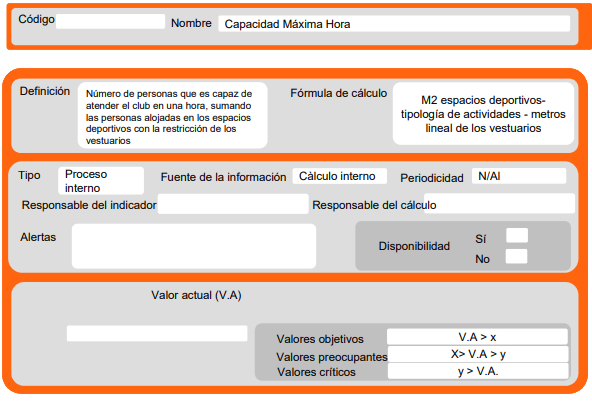 Código
Nombre Capacidad Máxima Hora
Definición
Número de personas que es capaz de
atender el club en una hora, sumando
las personas alojadas en los espacios
deportivos con la restricción de los
vestuarios
Fórmula de cálculo
M2 espacios deportivos-
tipología de actividades - metros
lineal de los vestuarios
Tipo
Proceso
interno
Fuente de la información Càlculo interno
Periodicidad N/Al
Responsable del indicador
Responsable del cálculo
Alertas
Disponibilidad
Sí
No
Valor actual (V.A)
Valores objetivos V.A > x
Valores preocupantes X> V.A > y
Valores críticos y > V.A.